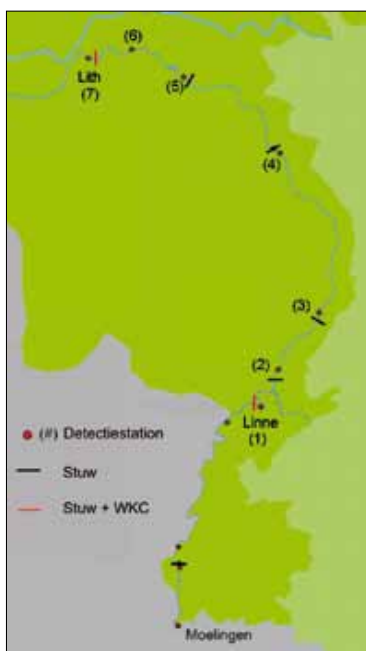 (6)
Lith
(7)
(5)
(4)
(3)
(2)
Linne
(1)
(#) Detectiestation
Stuw
Stuw + WKC
Moelingen